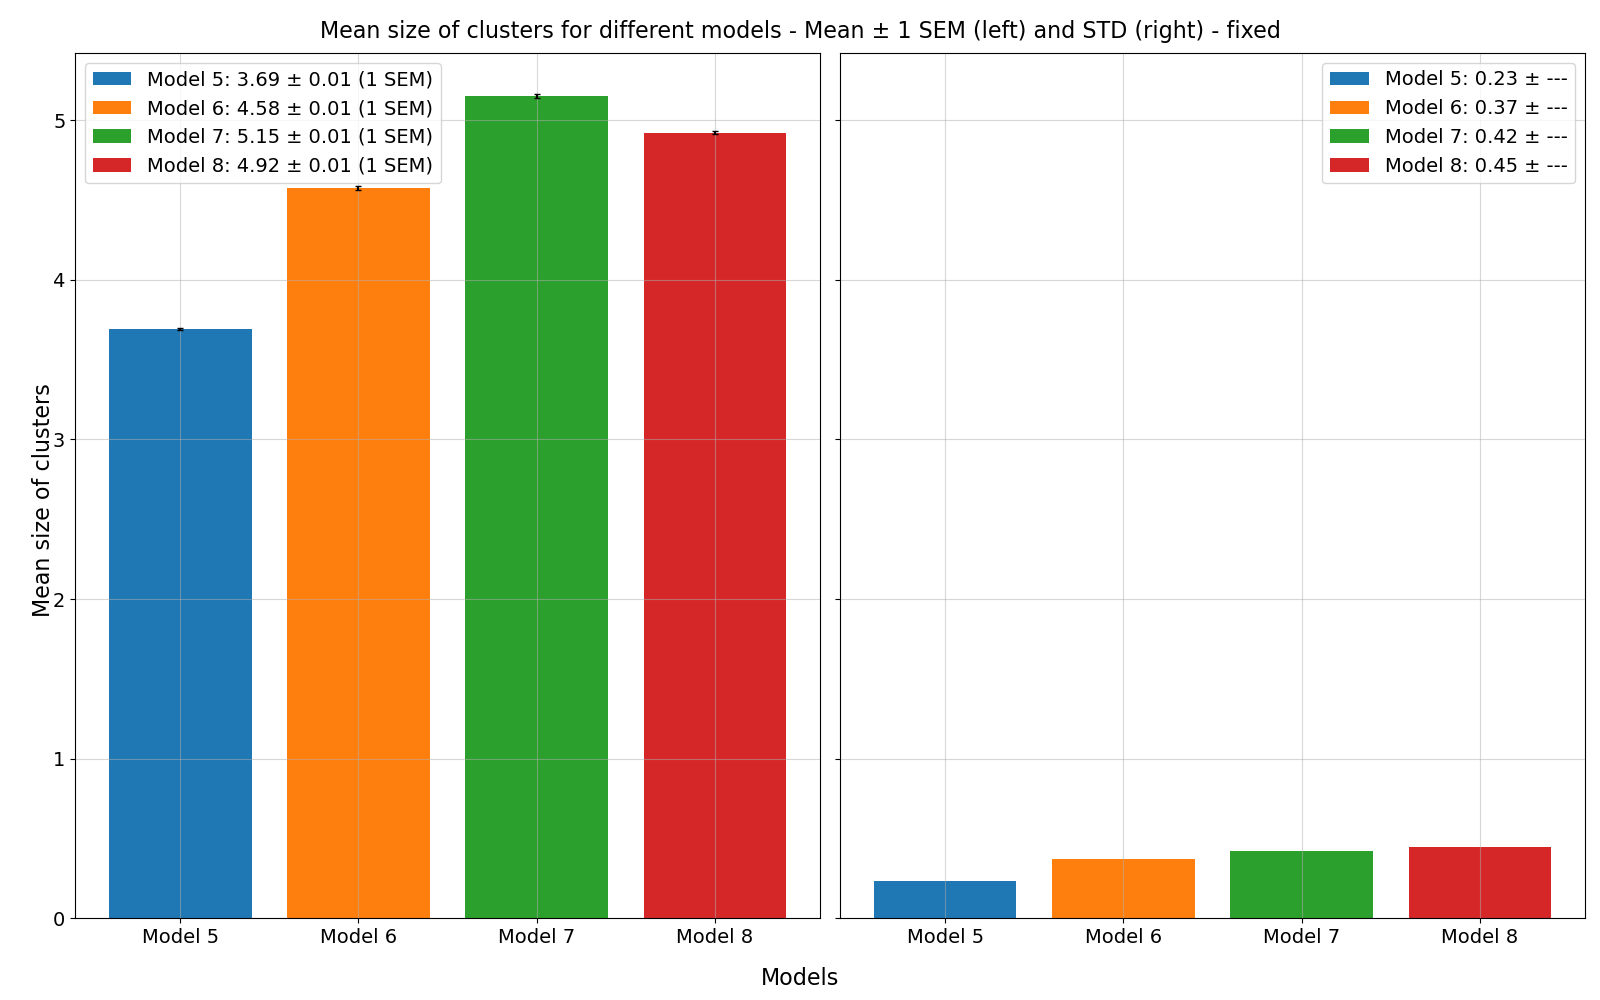 Mean size of clusters for different models - Mean ± 1 SEM (left) and STD (right) - fixed
Model 5: 3.69 ± 0.01 (1 SEM)
Model 6: 4.58 ± 0.01 (1 SEM)
Model 7: 5.15 ± 0.01 (1 SEM)
Model 8: 4.92 ± 0.01 (1 SEM)
Model 5: 0.23 ± ---
Model 6: 0.37 ± ---
Model 7: 0.42 ± ---
Model 8: 0.45 ± ---
Mean size of clusters
5
4
3
2
1
0
Model 5 Model 6 Model 7 Model 8
Model 5 Model 6 Model 7 Model 8
Models